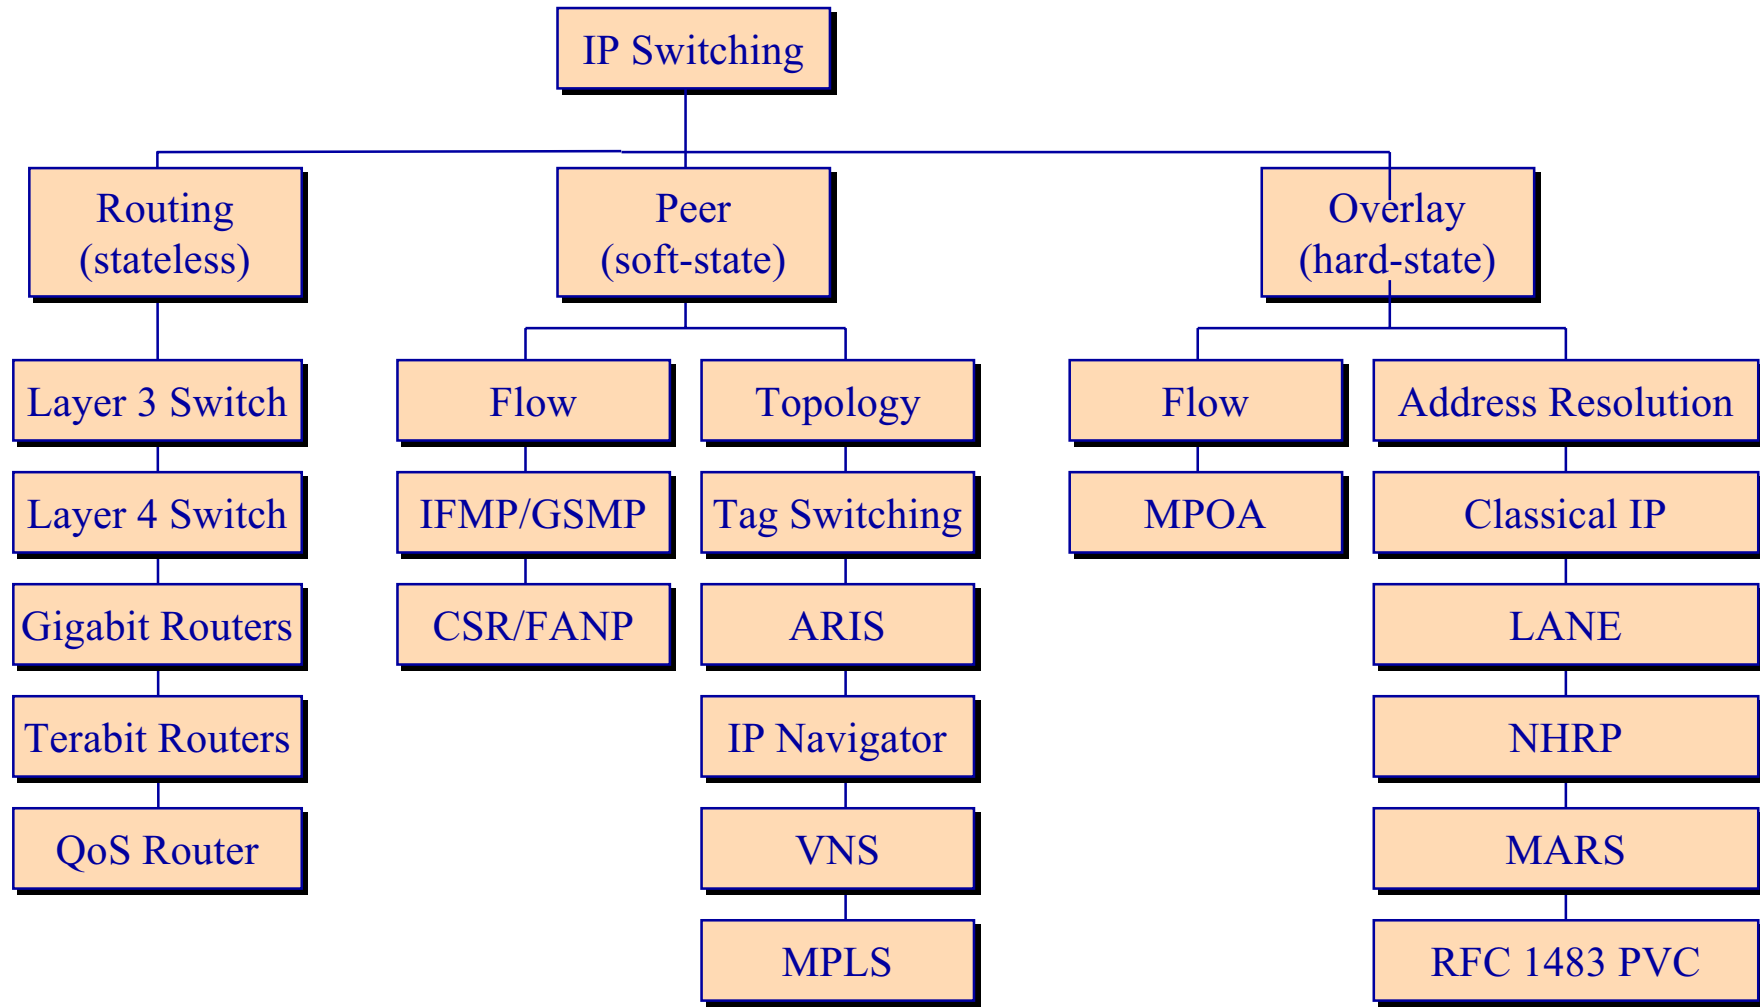 IP Switching
Routing
(stateless)
Peer
(soft-state)
Overlay
(hard-state)
Layer 3 Switch
Layer 4 Switch
Gigabit Routers
Terabit Routers
QoS Router
Flow
IFMP/GSMP
CSR/FANP
Topology
Tag Switching
ARIS
IP Navigator
VNS
MPLS
Flow
MPOA
Address Resolution
Classical IP
LANE
NHRP
MARS
RFC 1483 PVC